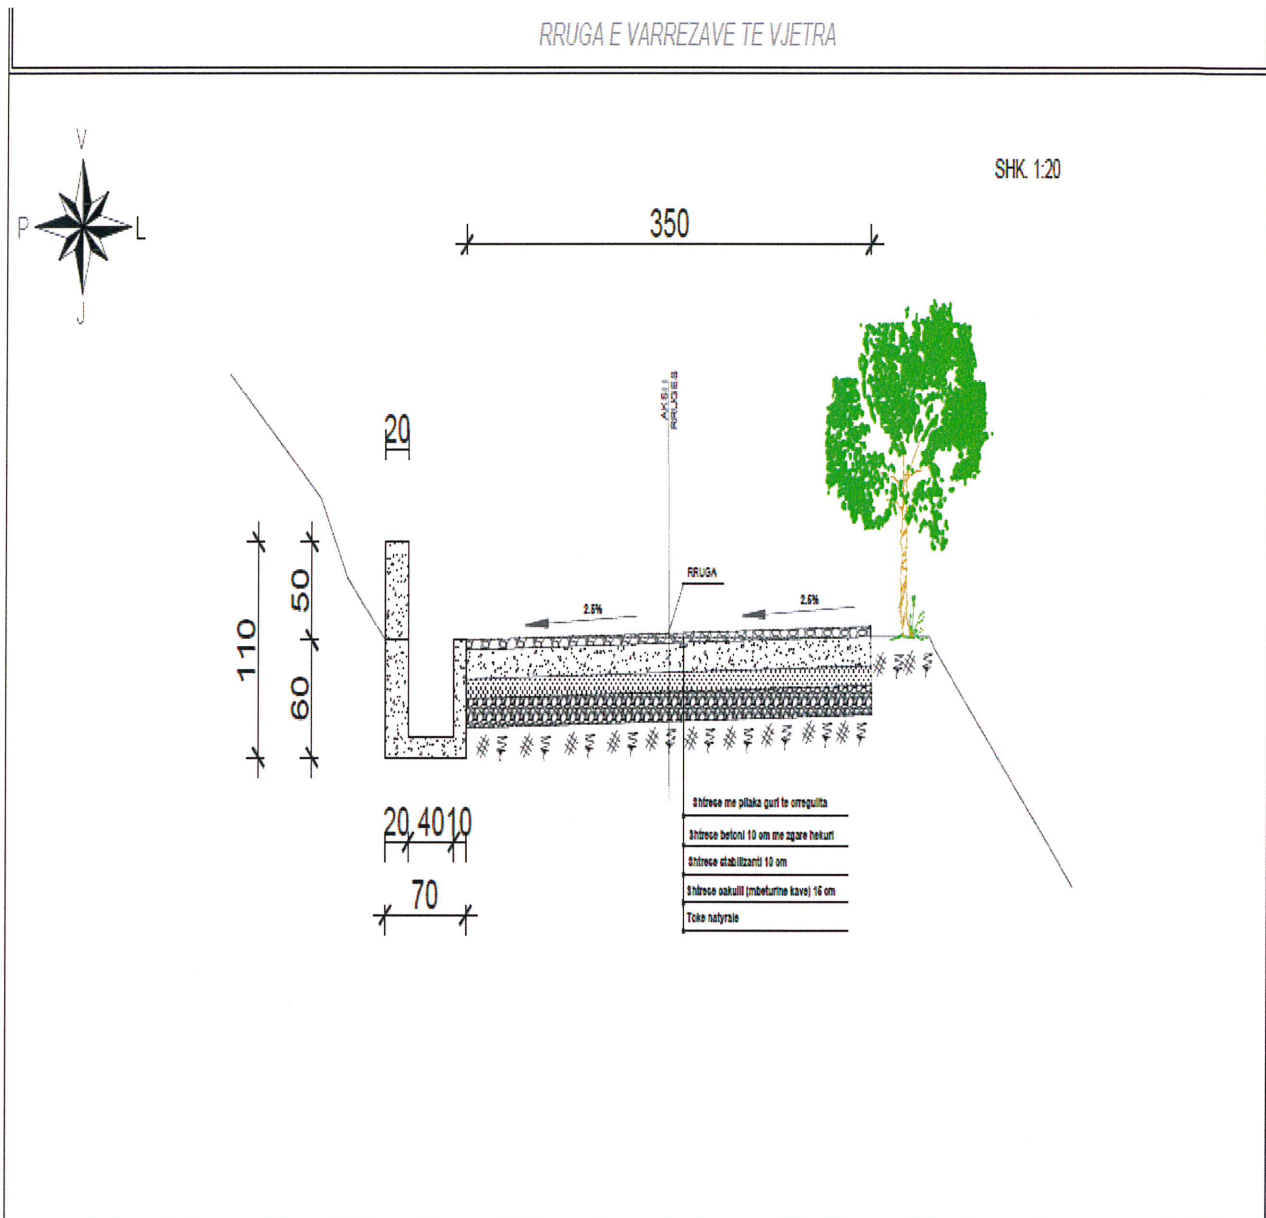 RRUGA E VARREZAVE TE VJETRA
V
SHK. 1:20
P
L
J
350
AKSI I
RRUGES
20
RRUGA
2.5%
2.5%
50
110
60
Shtrese me pllaka guri te crregullta
Shtrese betoni 10 cm me zgare hekuri
Shtrese stabilizanti 10 cm
Shtrese cakulli (mbeturine kave) 15 cm
Toke natyrale
20 40 10
70